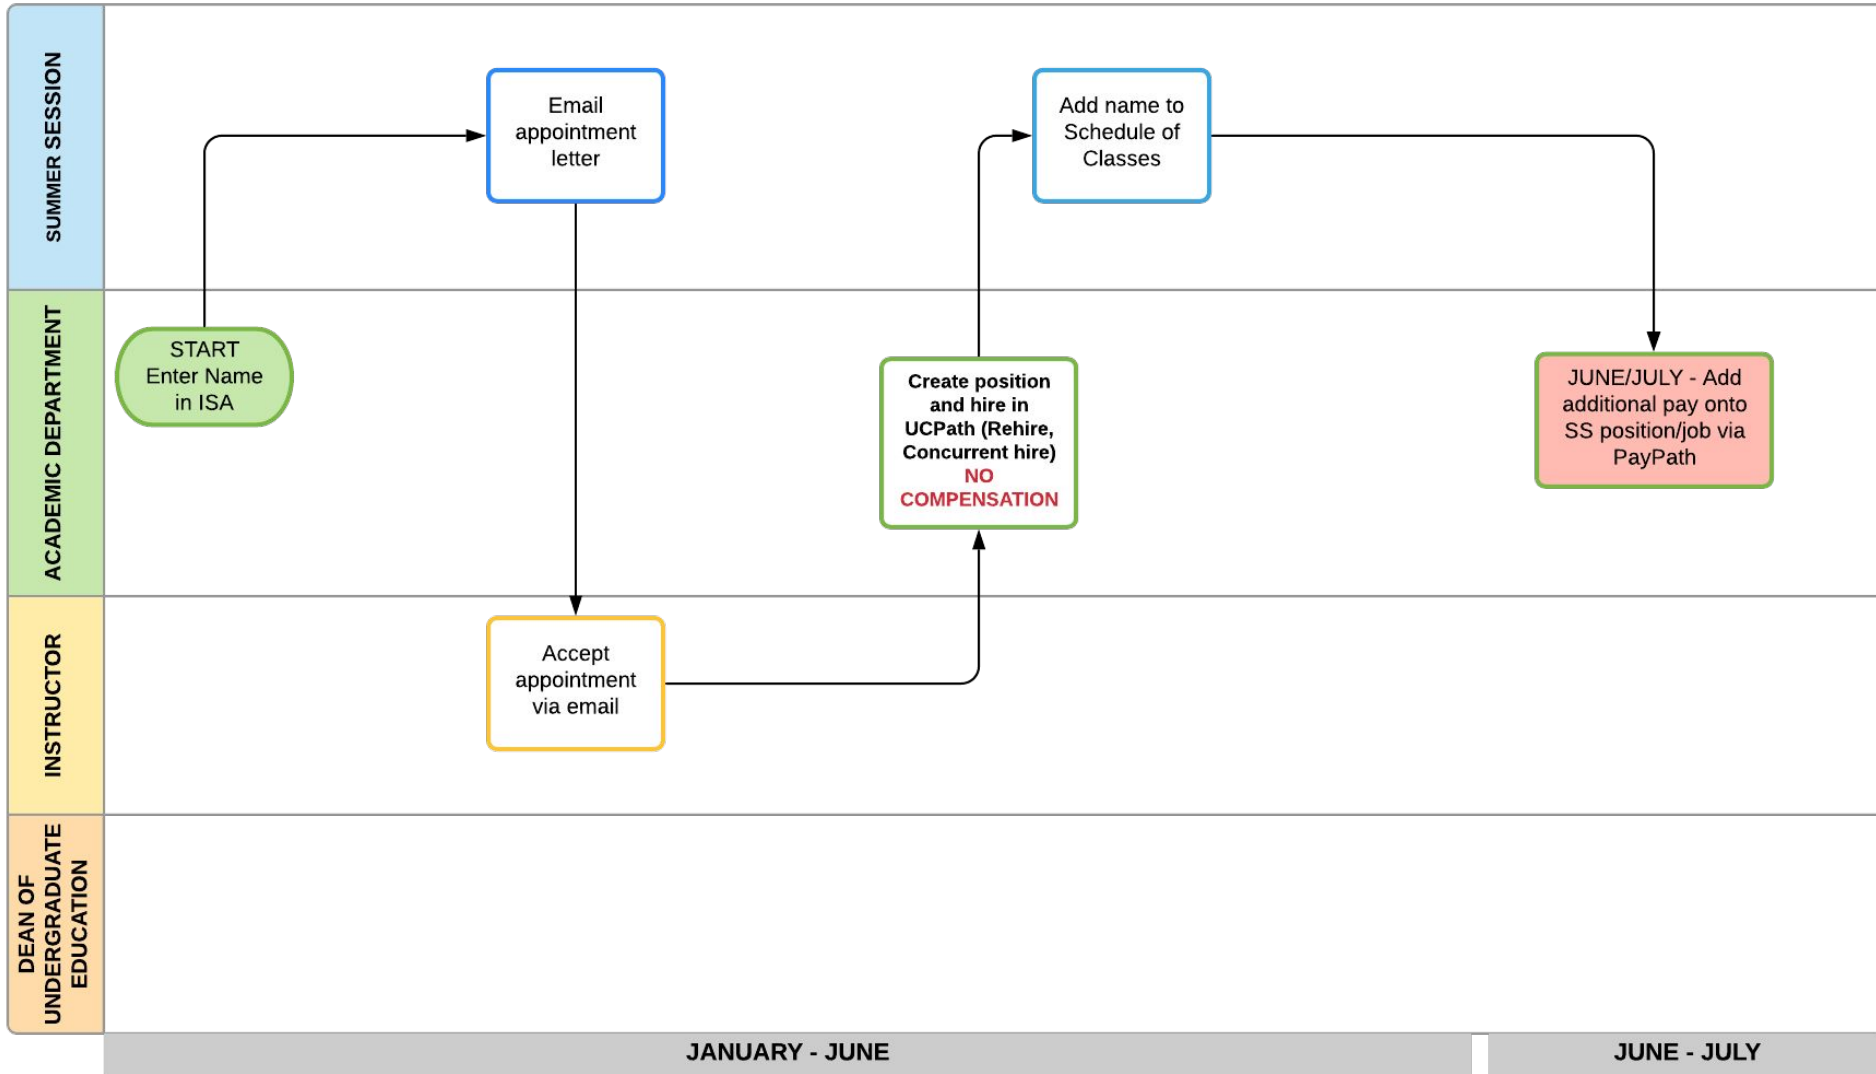 SUMMER SESSION
Email
appointment
letter
Add name to
Schedule of
Classes
ACADEMIC DEPARTMENT
START
Enter Name
in ISA
Create position
and hire in
UCPath (Rehire,
Concurrent hire)
NO
COMPENSATION
JUNE/JULY - Add
additional pay onto
SS position/job via
PayPath
INSTRUCTOR
Accept
appointment
via email
DEAN OF
UNDERGRADUATE
EDUCATION
JANUARY - JUNE
JUNE - JULY